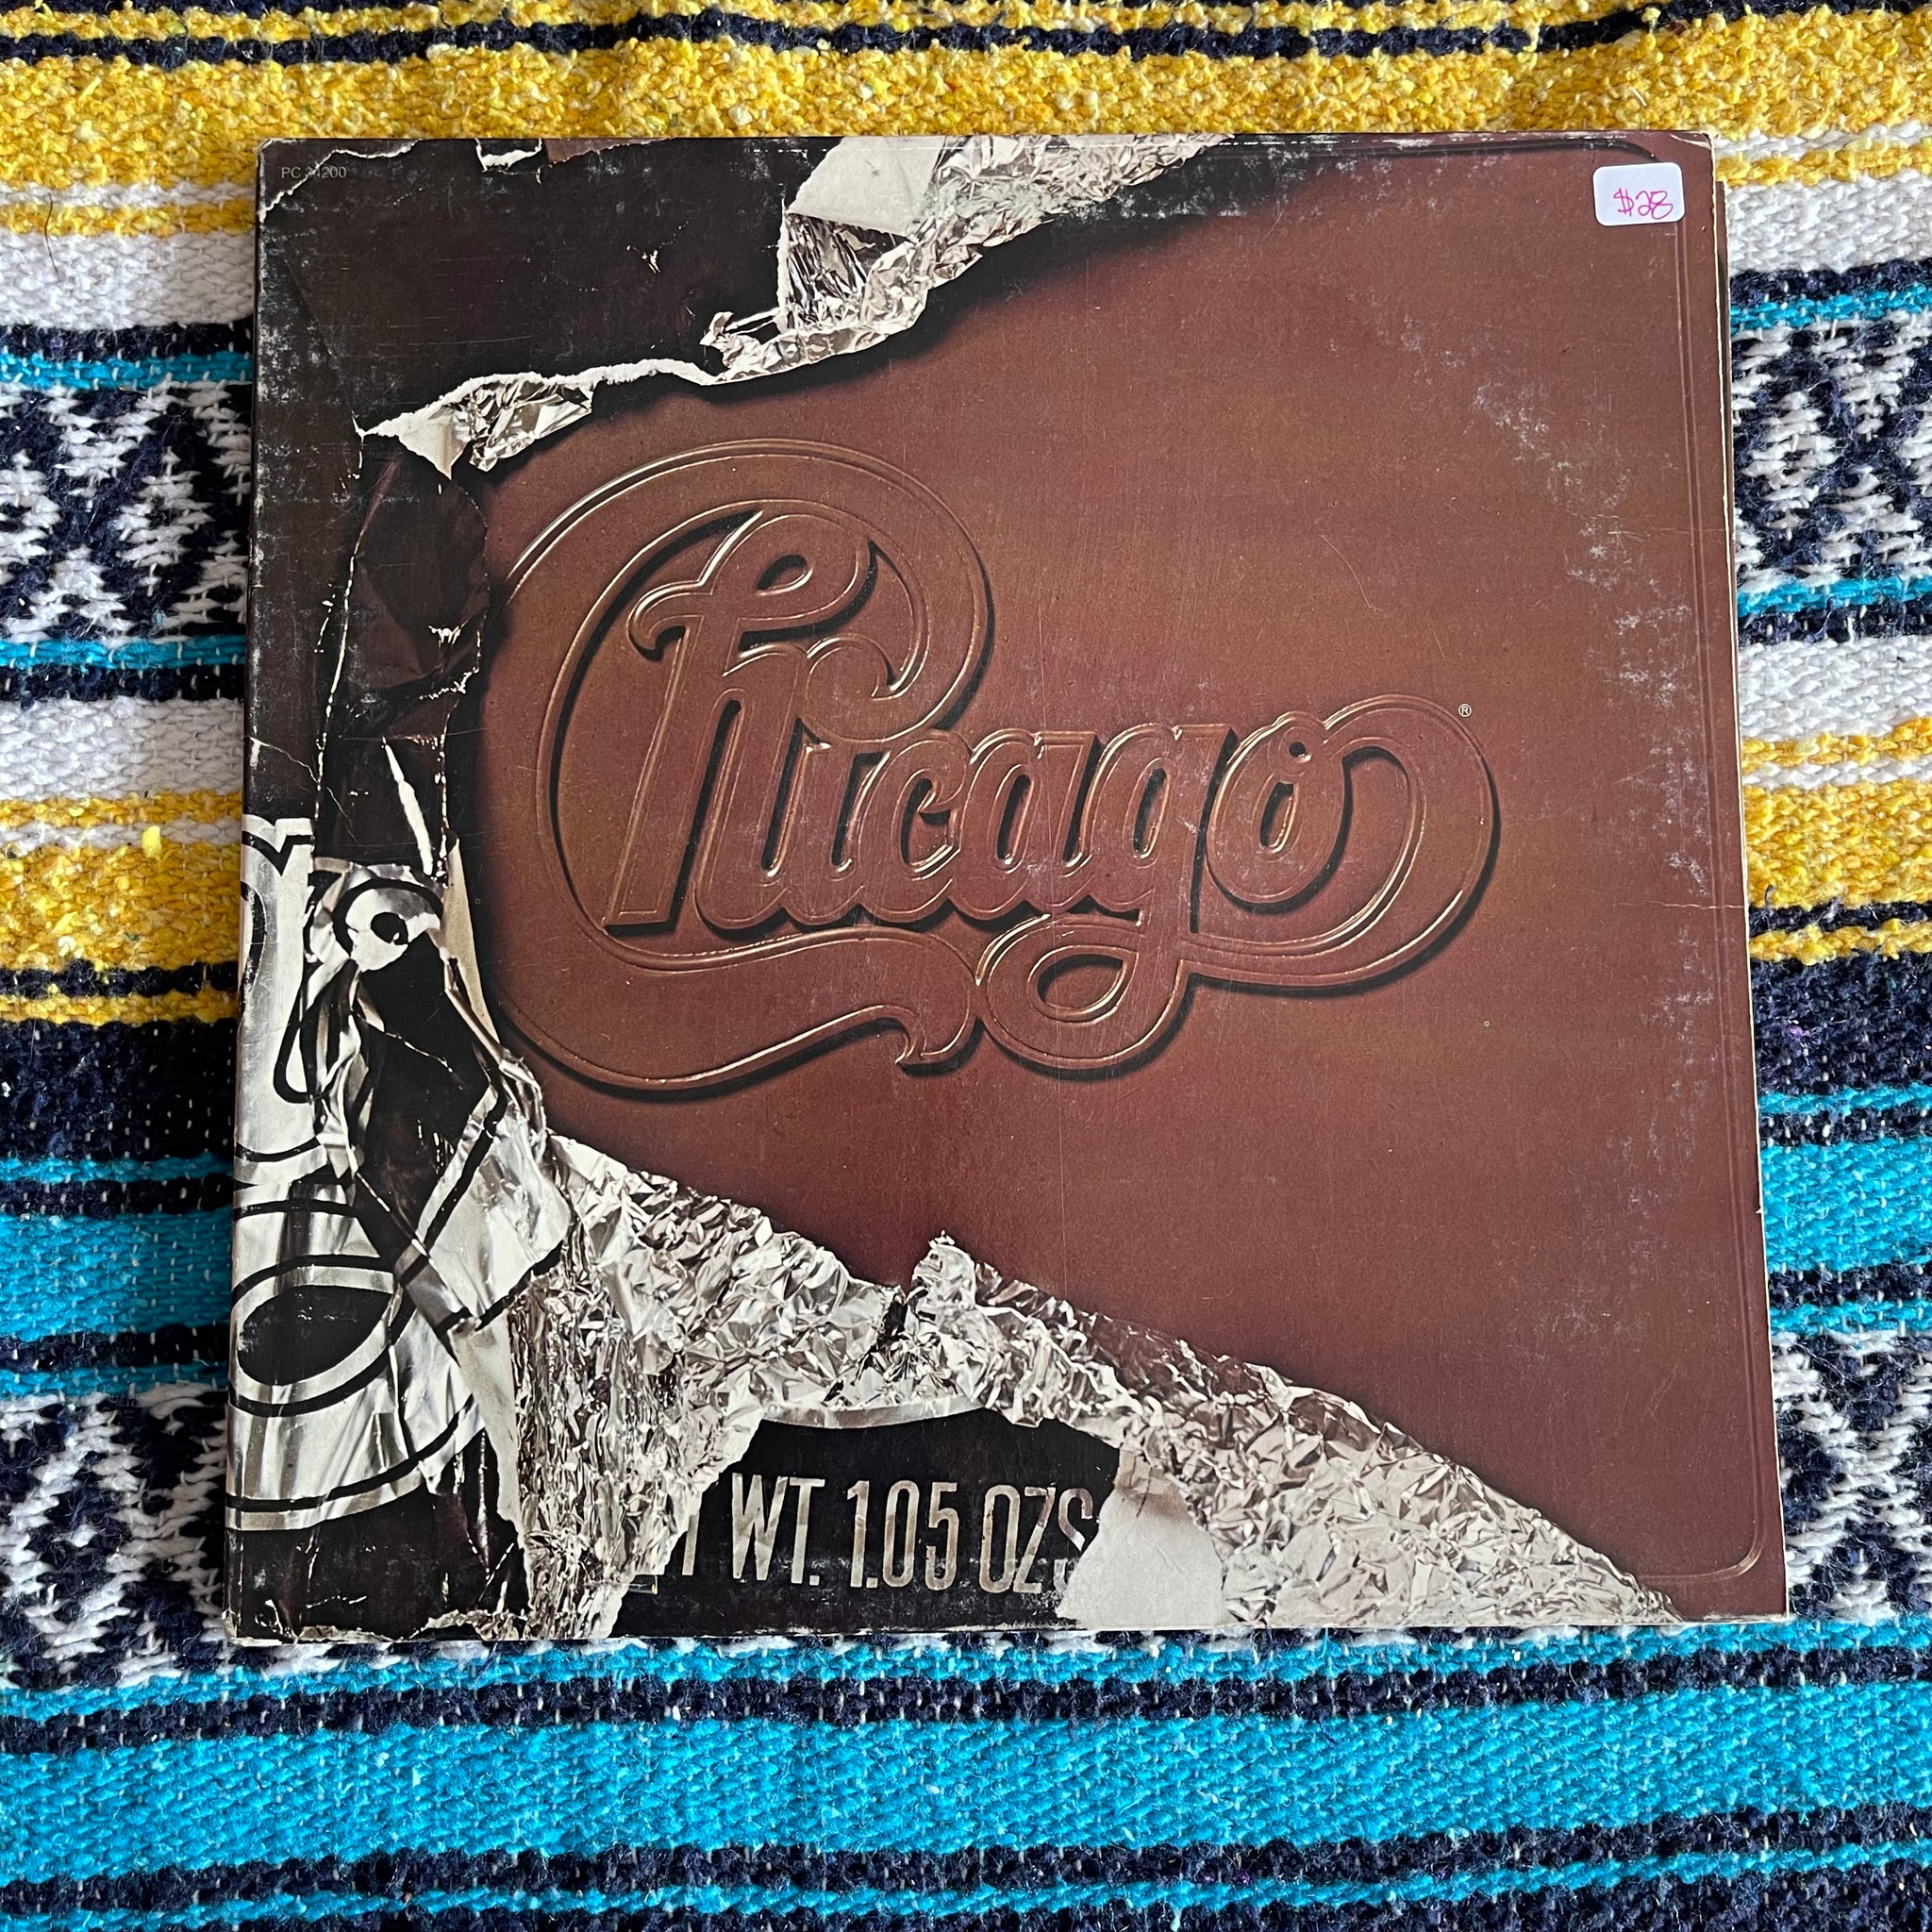 PC 34200
$28
Chicago
®
WT. 1.05 OZS